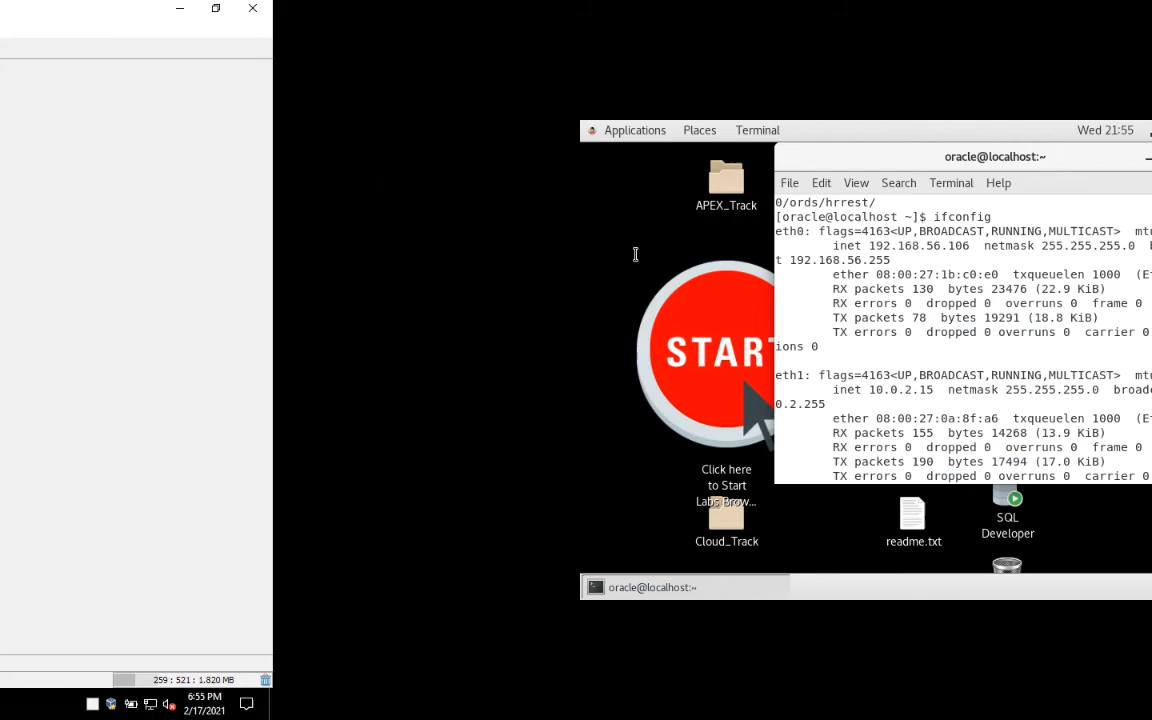 259 : 521 : 1.820 MB
6:55 PM
2/17/2021
Applications Places Terminal Wed 21:55
APEX_Track
START
Click here
to Start
Labs Brow...
Cloud_Track
oracle@localhost:~
File Edit View Search Terminal Help
0/ords/hrrest/
[oracle@localhost ~]$ ifconfig
eth0: flags=4163<UP,BROADCAST,RUNNING,MULTICAST>
inet 192.168.56.106 netmask 255.255.255.0
t 192.168.56.255
ether 08:00:27:1b:c0:e0 txqueuelen 1000
RX packets 130 bytes 23476 (22.9 KiB)
RX errors 0 dropped 0 overruns 0 frame 0
TX packets 78 bytes 19291 (18.8 KiB)
TX errors 0 dropped 0 overruns 0 carrier 0
ions 0
eth1: flags=4163<UP,BROADCAST,RUNNING,MULTICAST>
inet 10.0.2.15 netmask 255.255.255.0
0.2.255
ether 08:00:27:0a:8f:a6 txqueuelen 1000
RX packets 155 bytes 14268 (13.9 KiB)
RX errors 0 dropped 0 overruns 0 frame 0
TX packets 190 bytes 17494 (17.0 KiB)
TX errors 0 dropped 0 overruns 0 carrier 0
readme.txt
SQL
Developer
oracle@localhost:~